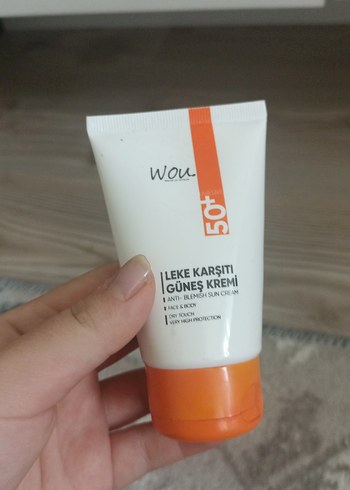 Wou
50+
LEKE KARŞITI
GÜNEŞ KREMİ
ANTI- BLEMISH SUN CREAM
FACE & BODY
DRY TOUCH
VERY HIGH PROTECTION